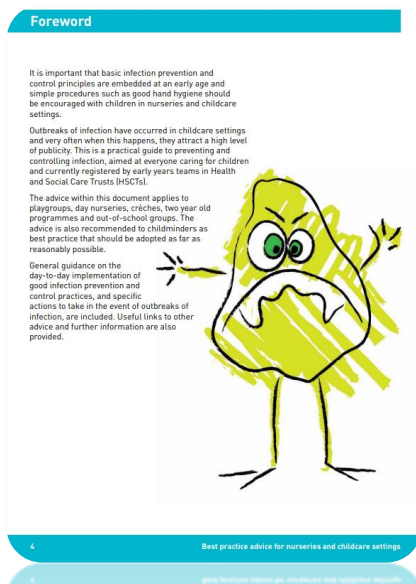 Foreword
It is important that basic infection prevention and
control principles are embedded at an early age and
simple procedures such as good hand hygiene should
be encouraged with children in nurseries and childcare
settings.
Outbreaks of infection have occurred in childcare settings
and very often when this happens, they attract a high level
of publicity. This is a practical guide to preventing and
controlling infection, aimed at everyone caring for children
and currently registered by early years teams in Health
and Social Care Trusts (HSCTs).
The advice within this document applies to
playgroups, day nurseries, crèches, two year old
programmes and out-of-school groups. The
advice is also recommended to childminders as
best practice that should be adopted as far as
reasonably possible.
General guidance on the
day-to-day implementation of
good infection prevention and
control practices, and specific
actions to take in the event of outbreaks of
infection, are included. Useful links to other
advice and further information are also
provided.
4
Best practice advice for nurseries and childcare settings